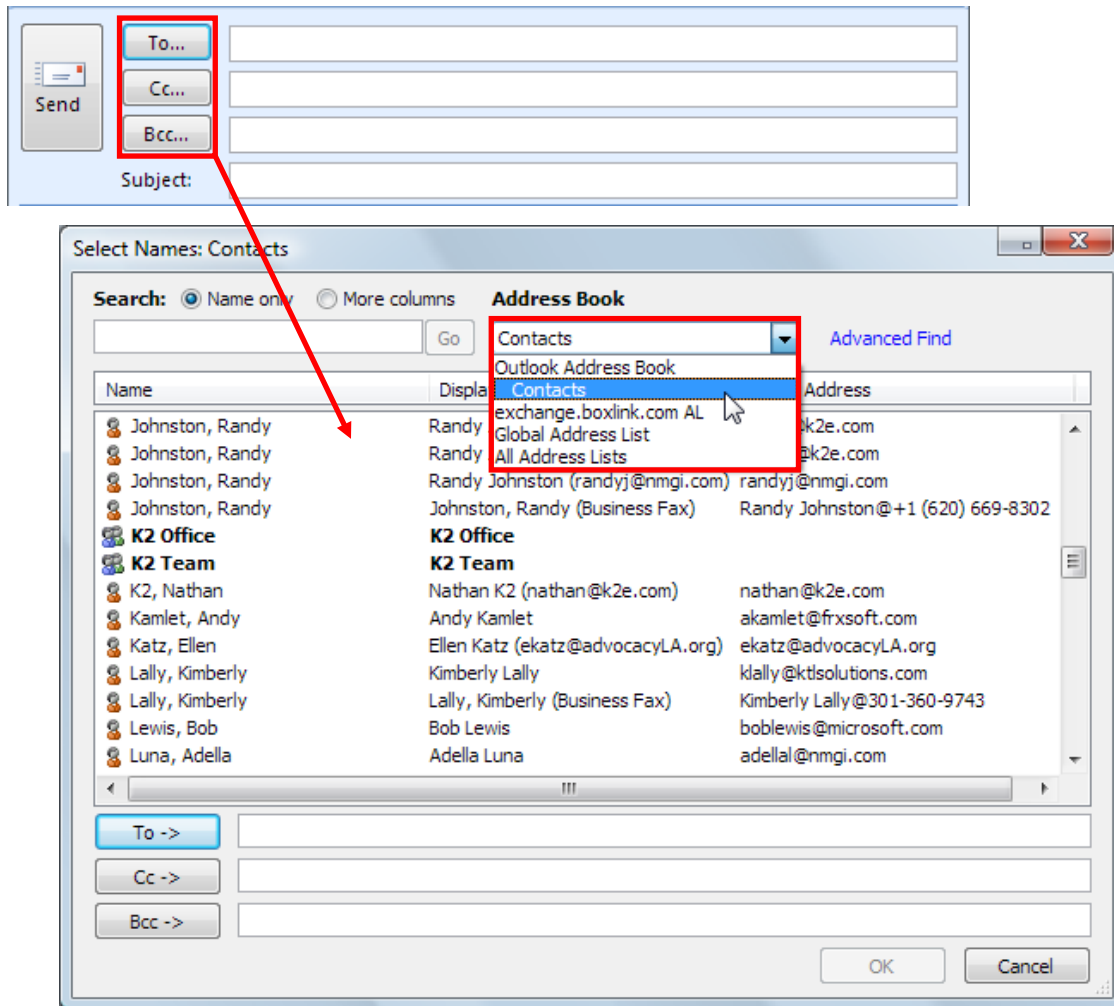 To...
Send
Cc...
Bcc...
Subject:
Select Names: Contacts
Search: Name only More columns Address Book
Go Contacts Advanced Find
Outlook Address Book
Contacts
exchange.boxlink.com AL
Global Address List
All Address Lists
Name Displa Address
Johnston, Randy Randy k2e.com
Johnston, Randy Randy k2e.com
Johnston, Randy Randy Johnston (randyj@nmgi.com) randyj@nmgi.com
Johnston, Randy Johnston, Randy (Business Fax) Randy Johnston@+1 (620) 669-8302
K2 Office K2 Office
K2 Team K2 Team
K2, Nathan Nathan K2 (nathan@k2e.com) nathan@k2e.com
Kamlet, Andy Andy Kamlet akamlet@frxsoft.com
Katz, Ellen Ellen Katz (ekatz@advocacyLA.org) ekatz@advocacyLA.org
Lally, Kimberly Kimberly Lally klally@ktlsolutions.com
Lally, Kimberly Lally, Kimberly (Business Fax) Kimberly Lally@301-360-9743
Lewis, Bob Bob Lewis boblewis@microsoft.com
Luna, Adella Adella Luna adellal@nmgi.com
To ->
Cc ->
Bcc ->
OK Cancel